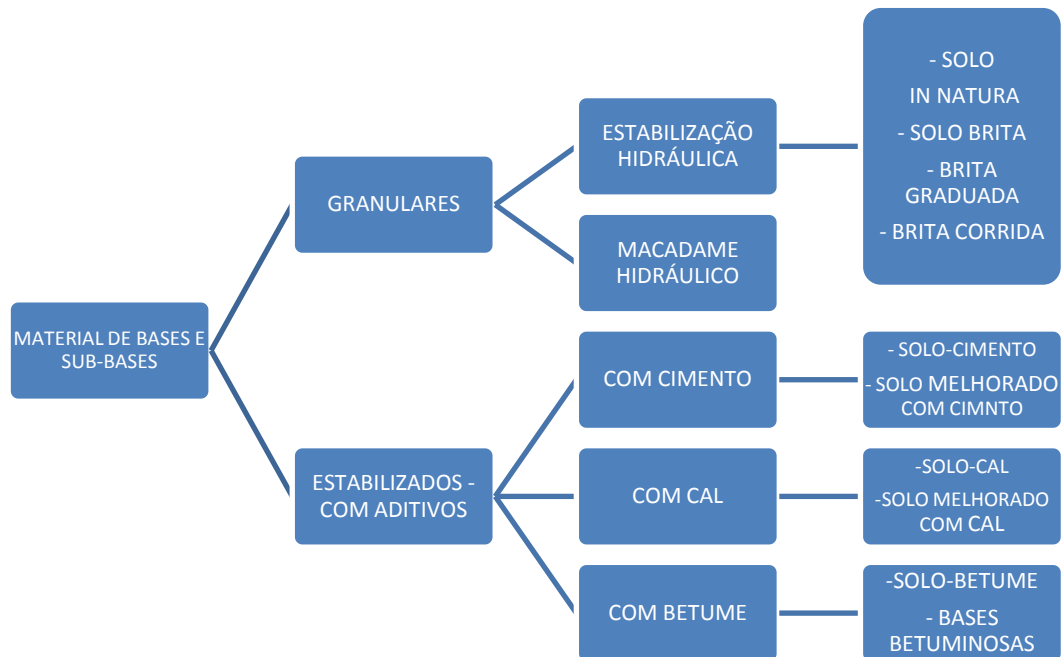 MATERIAL DE BASES E
SUB-BASES
GRANULARES
ESTABILIZAÇÃO
HIDRÁULICA
- SOLO
IN NATURA
- SOLO BRITA
- BRITA
GRADUADA
- BRITA CORRIDA
MACADAME
HIDRÁULICO
ESTABILIZADOS -
COM ADITIVOS
COM CIMENTO
- SOLO-CIMENTO
- SOLO MELHORADO
COM CIMNTO
COM CAL
-SOLO-CAL
-SOLO MELHORADO
COM CAL
COM BETUME
-SOLO-BETUME
- BASES
BETUMINOSAS